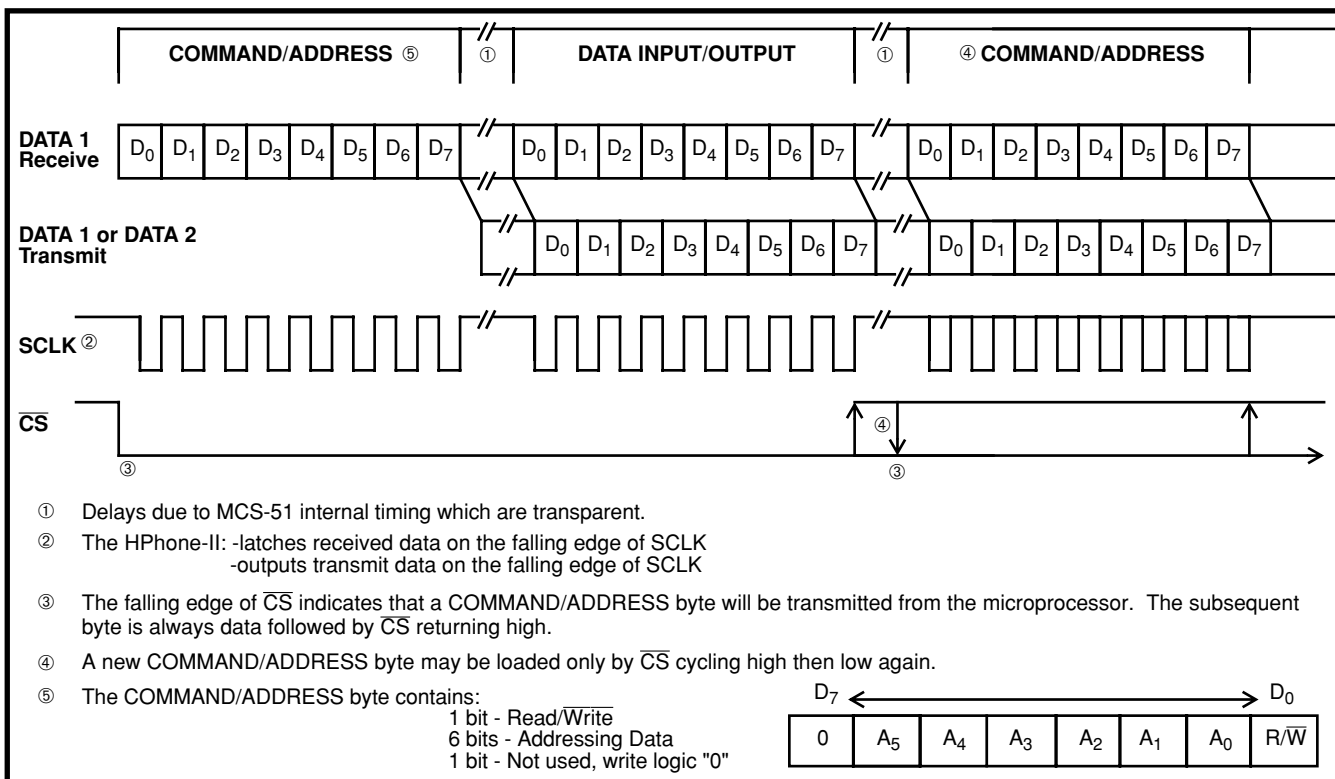 COMMAND/ADDRESS ⑤ ① DATA INPUT/OUTPUT ① ④ COMMAND/ADDRESS
DATA 1
Receive
D0 D1 D2 D3 D4 D5 D6 D7 D0 D1 D2 D3 D4 D5 D6 D7 D0 D1 D2 D3 D4 D5 D6 D7
DATA 1 or DATA 2
Transmit
D0 D1 D2 D3 D4 D5 D6 D7 D0 D1 D2 D3 D4 D5 D6 D7
SCLK ②
C̅S̅
④
③ ③
① Delays due to MCS-51 internal timing which are transparent.
② The HPhone-II: -latches received data on the falling edge of SCLK
-outputs transmit data on the falling edge of SCLK
③ The falling edge of C̅S̅ indicates that a COMMAND/ADDRESS byte will be transmitted from the microprocessor. The subsequent
byte is always data followed by C̅S̅ returning high.
④ A new COMMAND/ADDRESS byte may be loaded only by C̅S̅ cycling high then low again.
⑤ The COMMAND/ADDRESS byte contains:
1 bit - Read/W̅r̅i̅t̅e̅
6 bits - Addressing Data
1 bit - Not used, write logic "0"
D7 D0
0 A5 A4 A3 A2 A1 A0 R/W̅